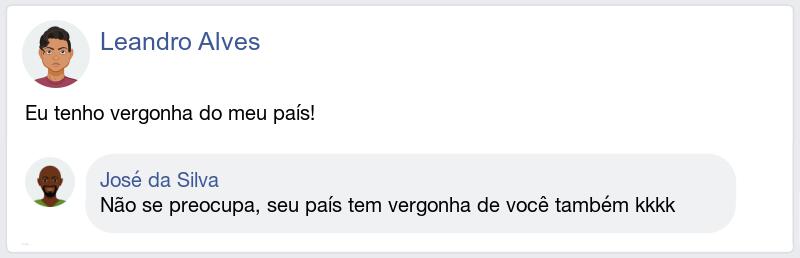 Leandro Alves
Eu tenho vergonha do meu país!
José da Silva
Não se preocupa, seu país tem vergonha de você também kkkk